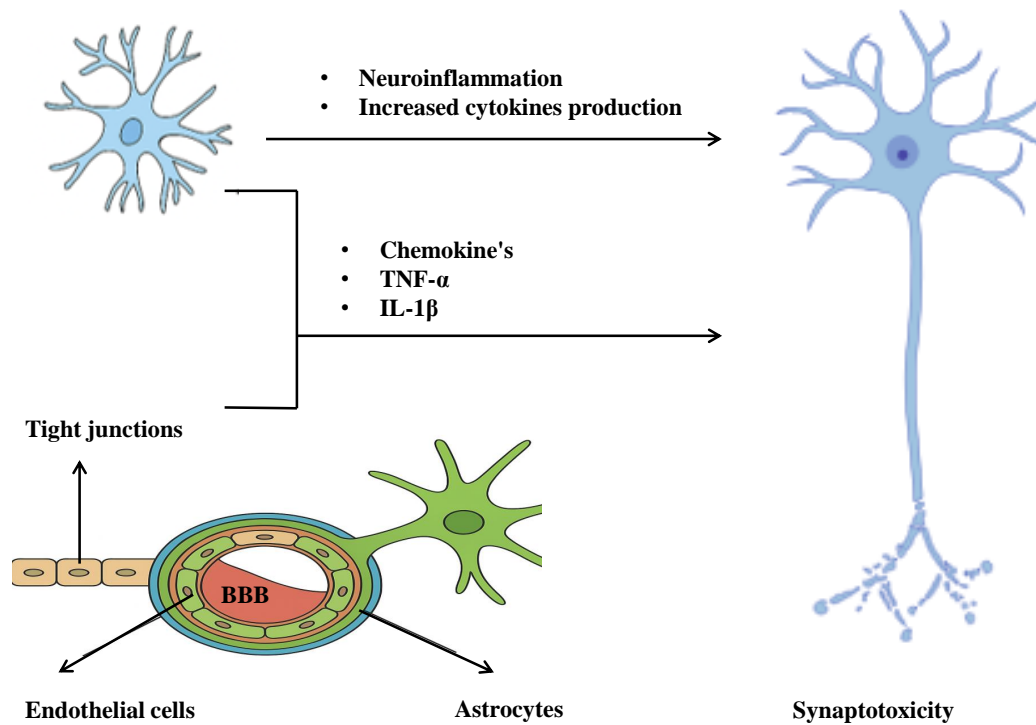 • Neuroinflammation
• Increased cytokines production
• Chemokine's
• TNF-α
• IL-1β
Tight junctions
BBB
Endothelial cells
Astrocytes
Synaptotoxicity